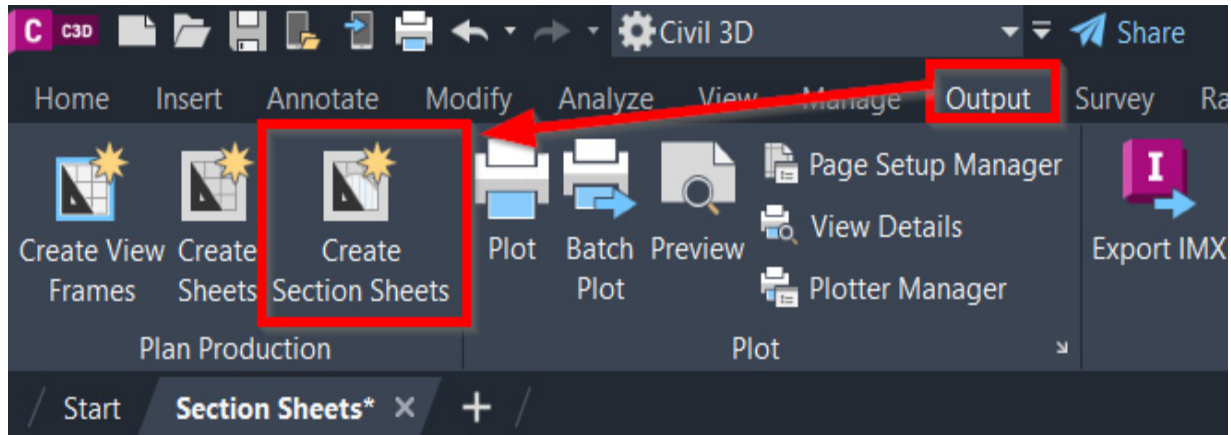 C C3D Civil 3D Share
Home Insert Annotate Modify Analyze View Manage Output Survey Ra
Create View Frames
Create Sheets
Create Section Sheets
Plot
Batch Plot
Preview
Page Setup Manager
View Details
Plotter Manager
I
Export IMX
Plan Production
Plot
Start Section Sheets*